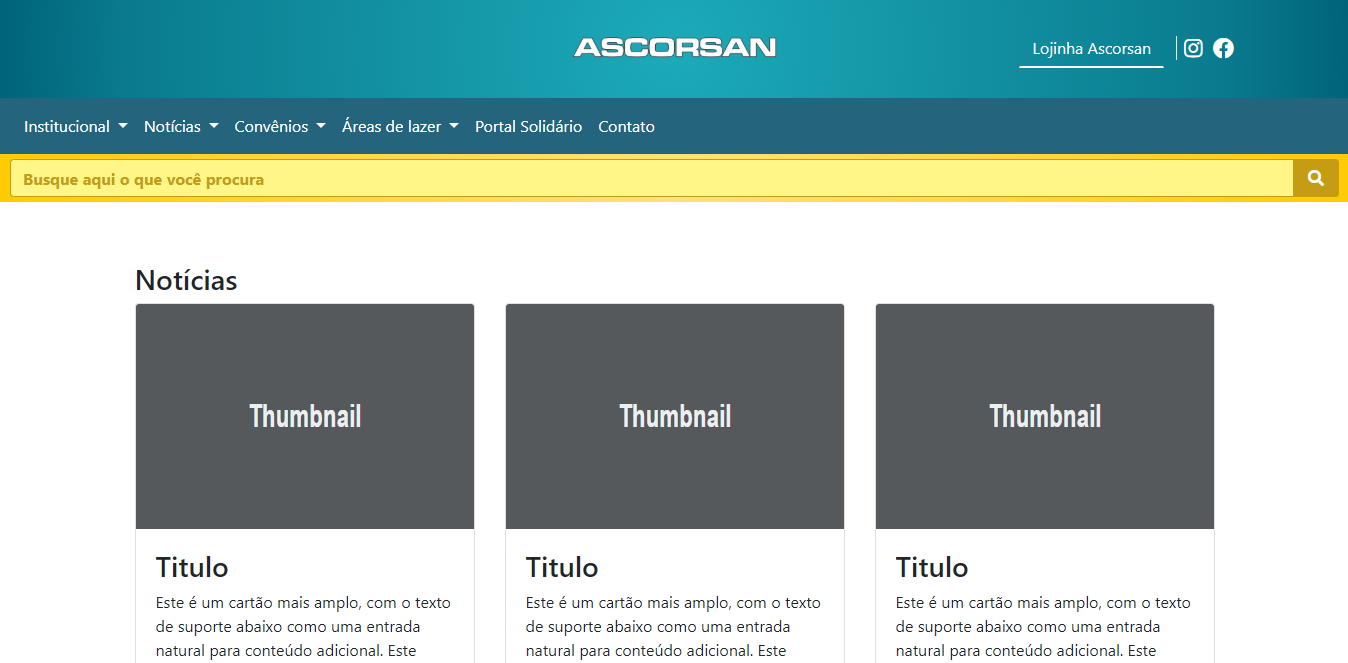 ASCORSAN
Lojinha Ascorsan
Institucional Notícias Convênios Áreas de lazer Portal Solidário Contato
Busque aqui o que você procura
Notícias
Thumbnail Thumbnail Thumbnail
Titulo
Este é um cartão mais amplo, com o texto
de suporte abaixo como uma entrada
natural para conteúdo adicional. Este
Titulo
Este é um cartão mais amplo, com o texto
de suporte abaixo como uma entrada
natural para conteúdo adicional. Este
Titulo
Este é um cartão mais amplo, com o texto
de suporte abaixo como uma entrada
natural para conteúdo adicional. Este